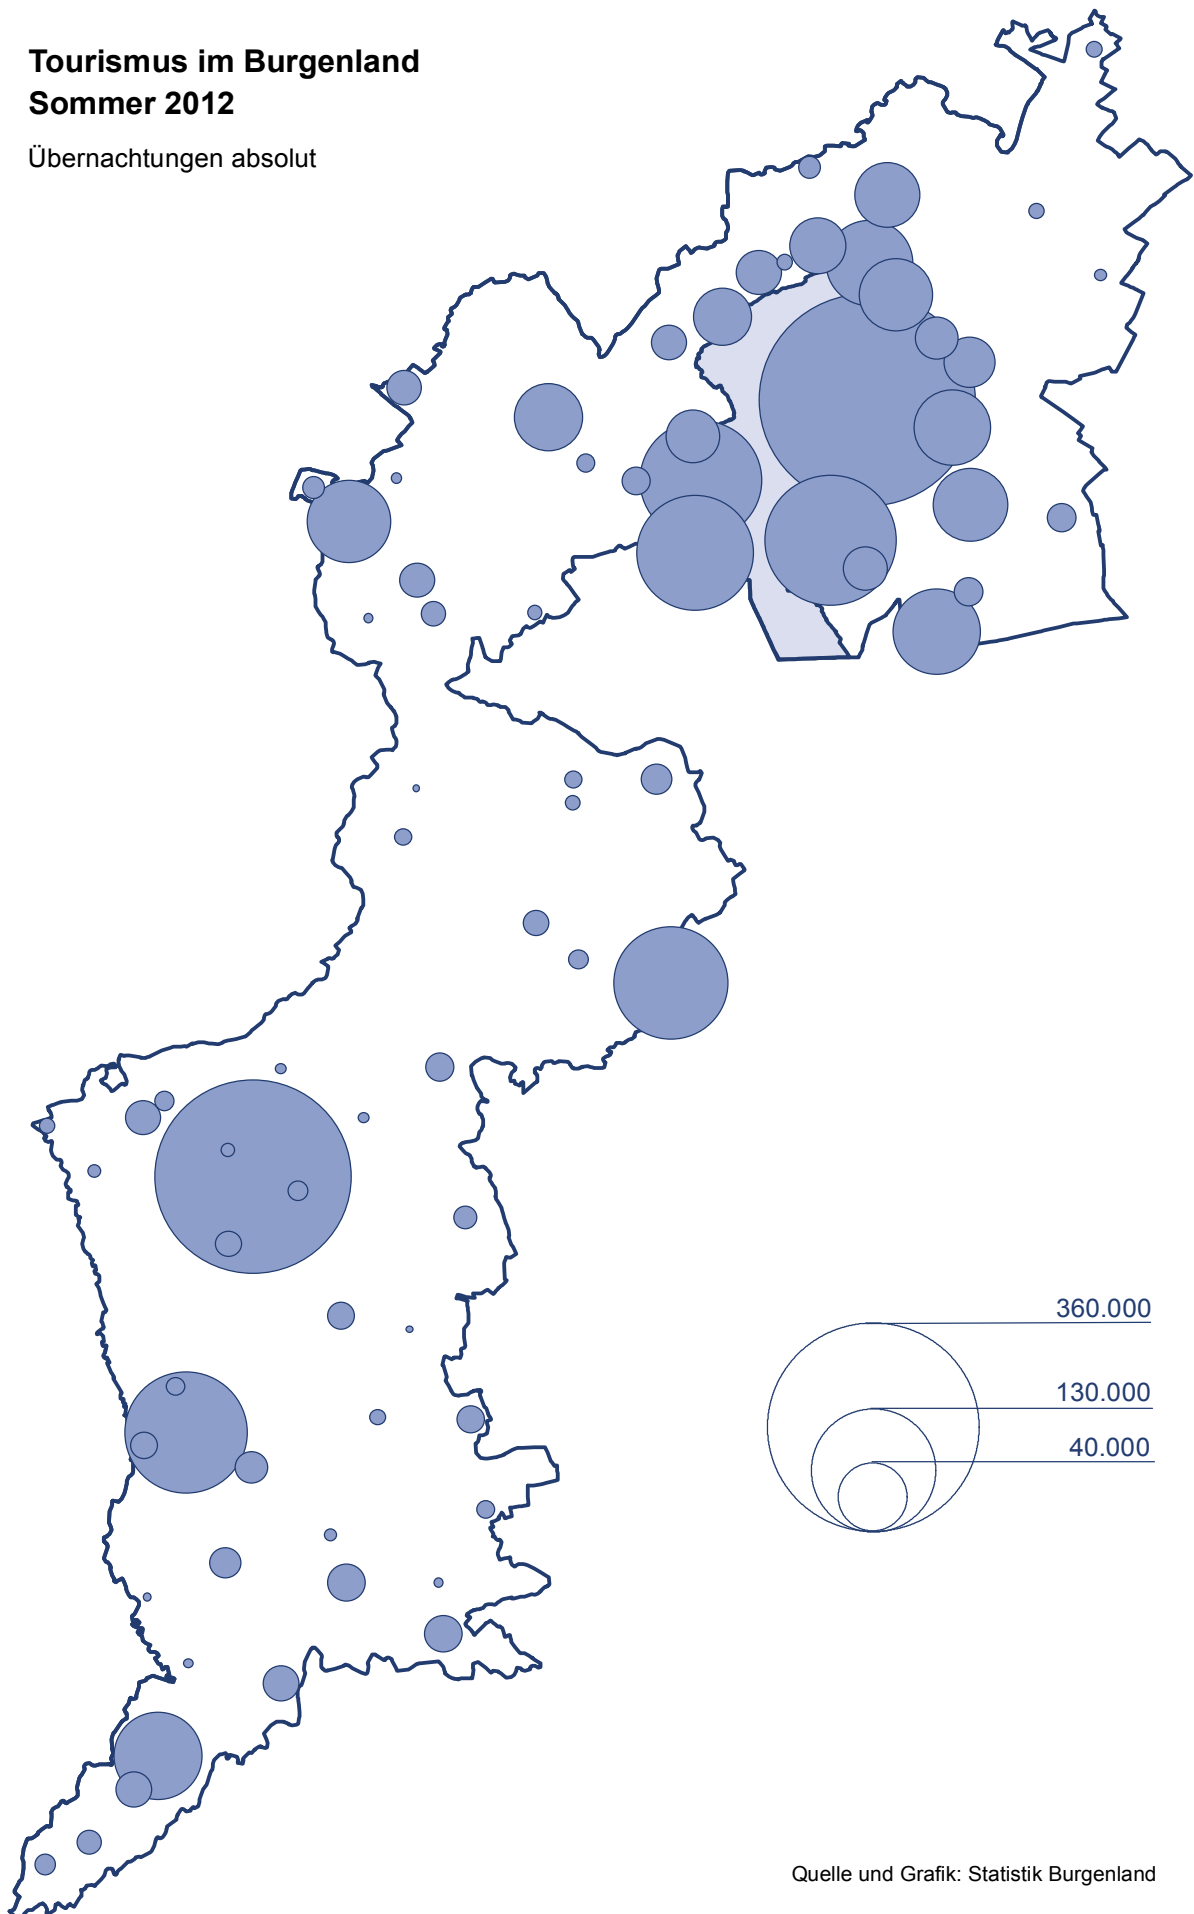 Tourismus im Burgenland
Sommer 2012
Übernachtungen absolut
360.000
130.000
40.000
Quelle und Grafik: Statistik Burgenland